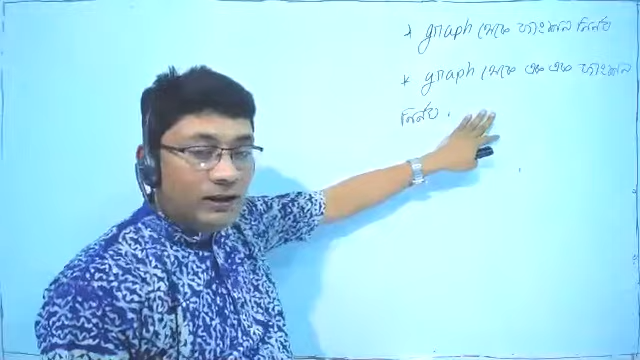 * graph থেকে ফাংশন নির্ণয়
* graph থেকে এক এক ফাংশন
নির্ণয় .